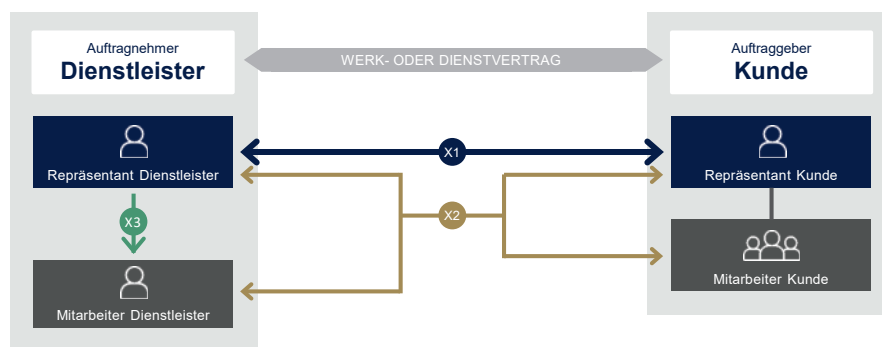 Auftragnehmer
Dienstleister
WERK- ODER DIENSTVERTRAG
Auftraggeber
Kunde
X1
Repräsentant Dienstleister
Repräsentant Kunde
X3
X2
Mitarbeiter Dienstleister
Mitarbeiter Kunde